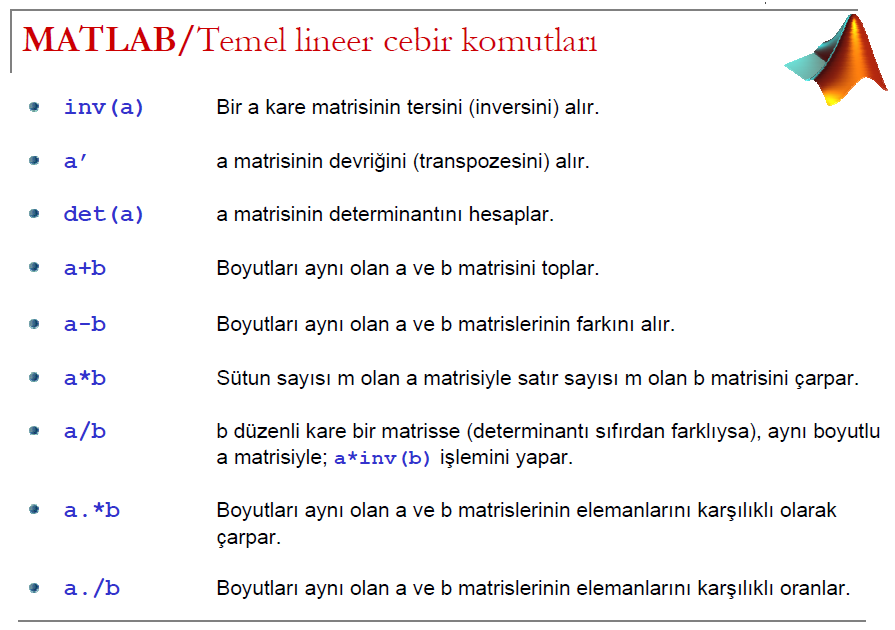 MATLAB/Temel lineer cebir komutları
inv(a) Bir a kare matrisinin tersini (inversini) alır.
a' a matrisinin devriğini (transpozesini) alır.
det(a) a matrisinin determinantını hesaplar.
a+b Boyutları aynı olan a ve b matrisini toplar.
a-b Boyutları aynı olan a ve b matrislerinin farkını alır.
a*b Sütun sayısı m olan a matrisiyle satır sayısı m olan b matrisini çarpar.
a/b b düzenli kare bir matrisse (determinantı sıfırdan farklıysa), aynı boyutlu
a matrisiyle; a*inv(b) işlemini yapar.
a.*b Boyutları aynı olan a ve b matrislerinin elemanlarını karşılıklı olarak
çarpar.
a./b Boyutları aynı olan a ve b matrislerinin elemanlarını karşılıklı oranlar.